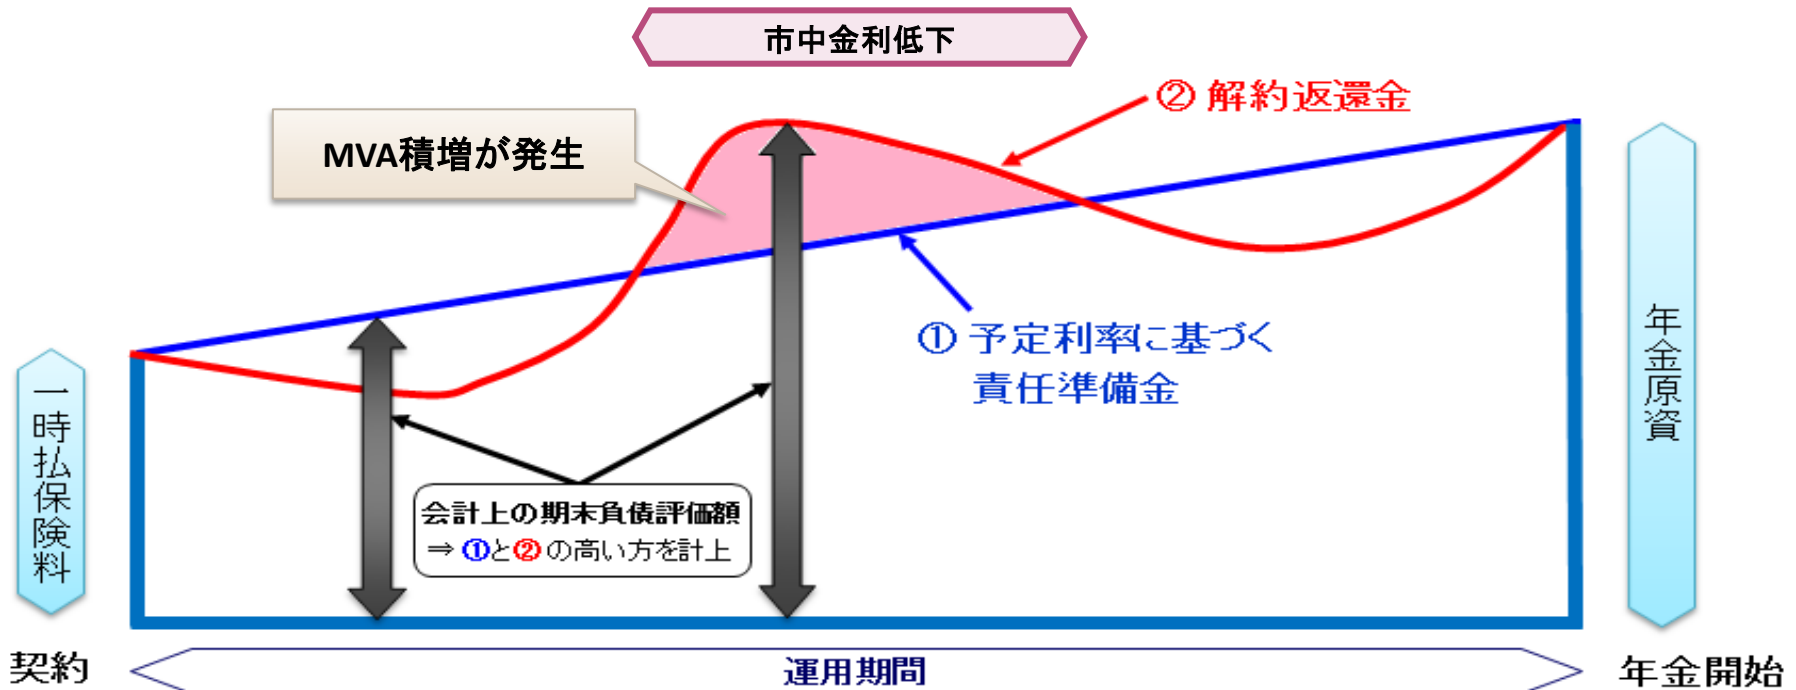 市中金利低下
② 解約返還金
MVA積増が発生
① 予定利率に基づく
責任準備金
一時払保険料
年金原資
会計上の期末負債評価額
⇒ ①と②の高い方を計上
契約
運用期間
年金開始